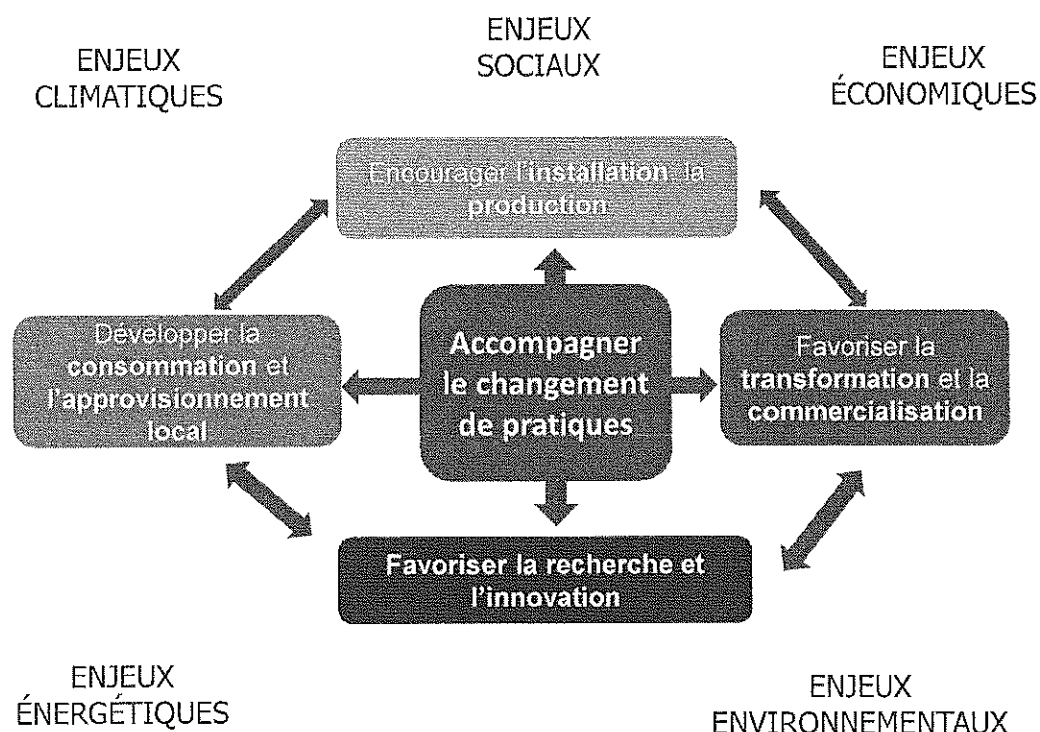 ENJEUX
CLIMATIQUES
ENJEUX
SOCIAUX
ENJEUX
ÉCONOMIQUES
Encourager l'installation, la
production
Développer la
consommation et
l'approvisionnement
local
Accompagner
le changement
de pratiques
Favoriser la
transformation et la
commercialisation
Favoriser la recherche et
l'innovation
ENJEUX
ÉNERGÉTIQUES
ENJEUX
ENVIRONNEMENTAUX